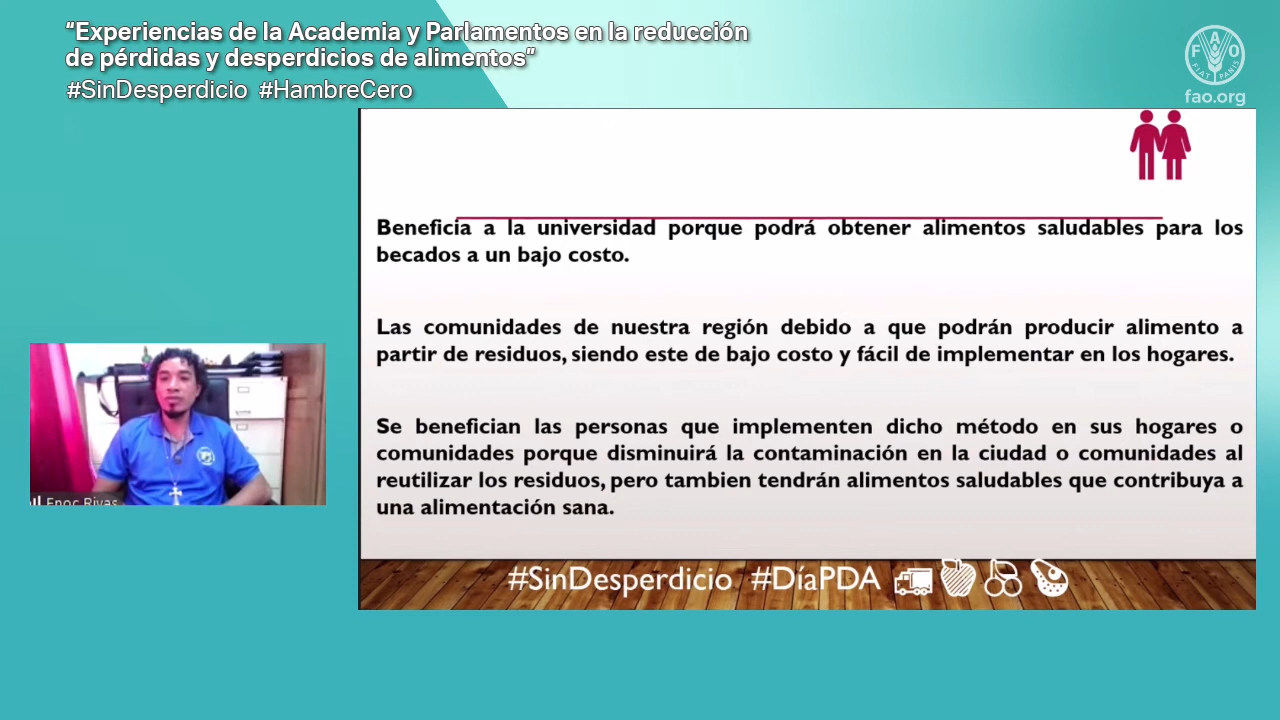 “Experiencias de la Academia y Parlamentos en la reducción
de pérdidas y desperdicios de alimentos”
#SinDesperdicio #HambreCero
FAO
FIAT PANIS
fao.org
Beneficia a la universidad porque podrá obtener alimentos saludables para los
becados a un bajo costo.
Las comunidades de nuestra región debido a que podrán producir alimento a
partir de residuos, siendo este de bajo costo y fácil de implementar en los hogares.
Se benefician las personas que implementen dicho método en sus hogares o
comunidades porque disminuirá la contaminación en la ciudad o comunidades al
reutilizar los residuos, pero tambien tendrán alimentos saludables que contribuya a
una alimentación sana.
Enoc Rivas
#SinDesperdicio #DíaPDA